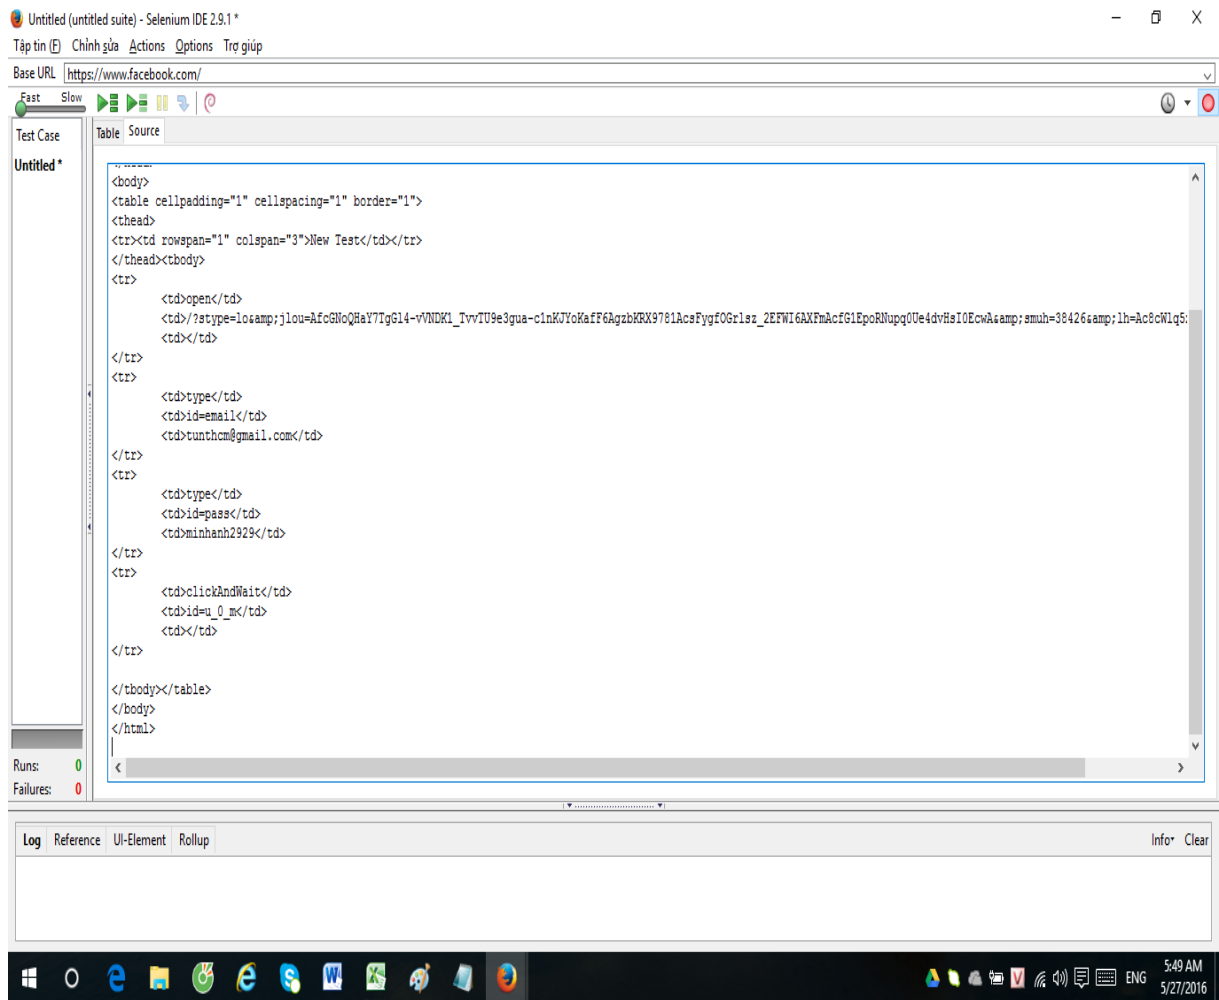 Untitled (untitled suite) - Selenium IDE 2.9.1 *
Tập tin (F) Chỉnh sửa Actions Options Trợ giúp
Base URL https://www.facebook.com/
Fast Slow
Test Case
Table Source
Untitled *
<body>
<table cellpadding="1" cellspacing="1" border="1">
<thead>
<tr><td rowspan="1" colspan="3">New Test</td></tr>
</thead><tbody>
<tr>
<td>open</td>
<td>/?stype=lo&amp;jlou=AfcGNoQHaY7TgGl4-vVNDK1_TvvTU9e3gua-c1nKJYoKafF6AgzbKRX9781AcsFygfOGrlsz_2EFWI6AXFmAcfG1EpoRNupq0Ue4dvHsI0EcwA&amp;smuh=38426&amp;lh=Ac8cWlq5
<td></td>
</tr>
<tr>
<td>type</td>
<td>id=email</td>
<td>tunthcm@gmail.com</td>
</tr>
<tr>
<td>type</td>
<td>id=pass</td>
<td>minhanh2929</td>
</tr>
<tr>
<td>clickAndWait</td>
<td>id=u_0_m</td>
<td></td>
</tr>
</tbody></table>
</body>
</html>
Runs: 0
Failures: 0
Log Reference UI-Element Rollup Info Clear
ENG
5:49 AM
5/27/2016